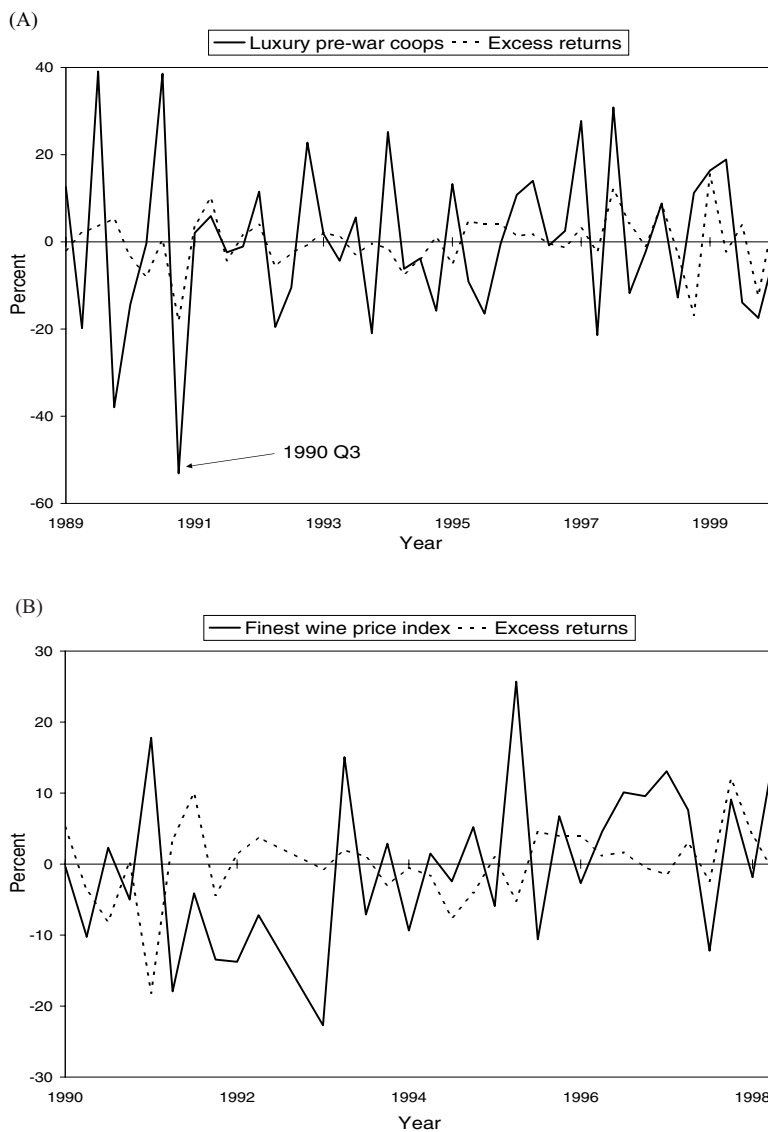 (A)
Luxury pre-war coops Excess returns
40
20
0
-20
-40
-60
Percent
1990 Q3
1989 1991 1993 1995 1997 1999
Year
(B)
Finest wine price index Excess returns
30
20
10
0
-10
-20
-30
Percent
1990 1992 1994 1996 1998
Year